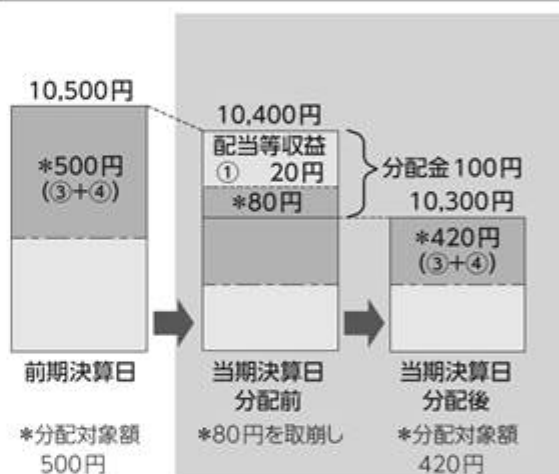 10,500円
*500円
(③+④)
前期決算日
*分配対象額
500円
10,400円
配当等収益
① 20円
*80円
分配金100円
当期決算日
分配前
*80円を取崩し
10,300円
*420円
(③+④)
当期決算日
分配後
*分配対象額
420円